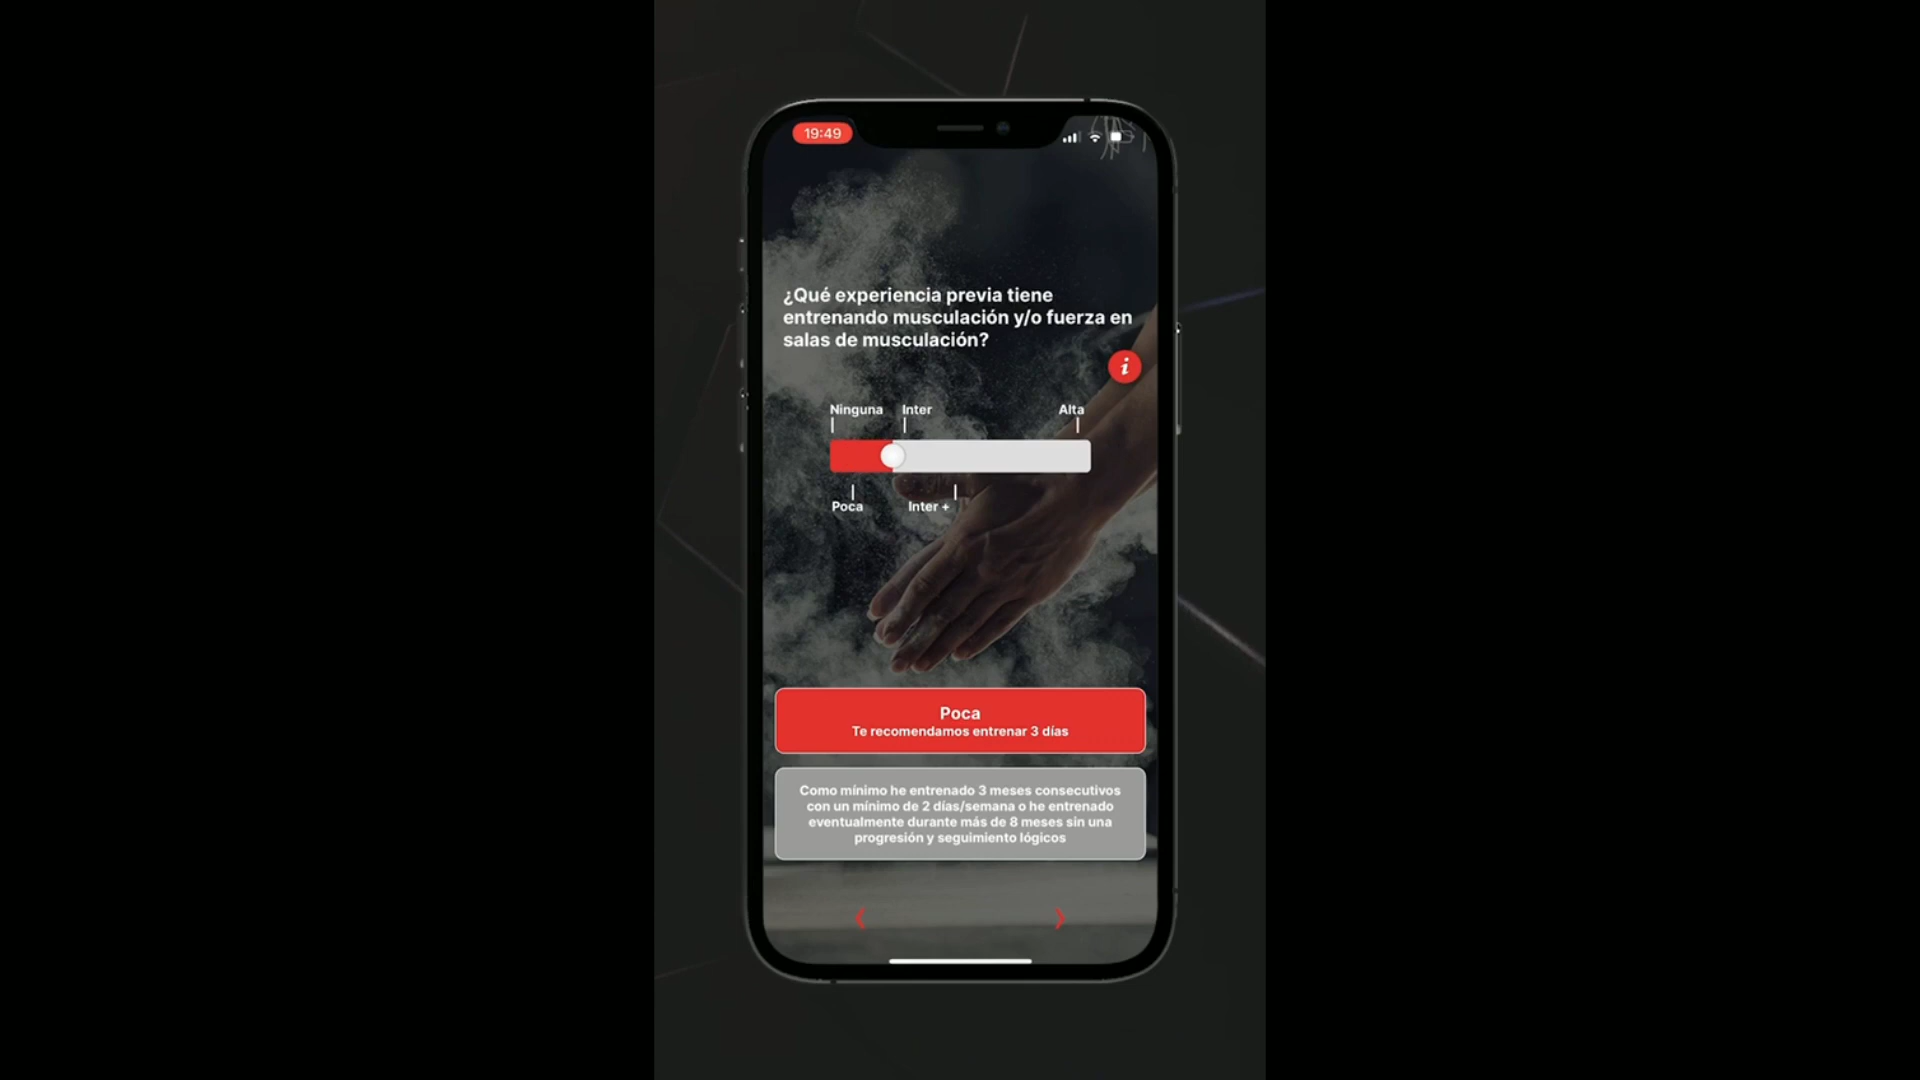 19:49
¿Qué experiencia previa tiene
entrenando musculación y/o fuerza en
salas de musculación?
i
Ninguna Inter Alta
Poca Inter +
Poca
Te recomendamos entrenar 3 días
Como mínimo he entrenado 3 meses consecutivos
con un mínimo de 2 días/semana o he entrenado
eventualmente durante más de 8 meses sin una
progresión y seguimiento lógicos